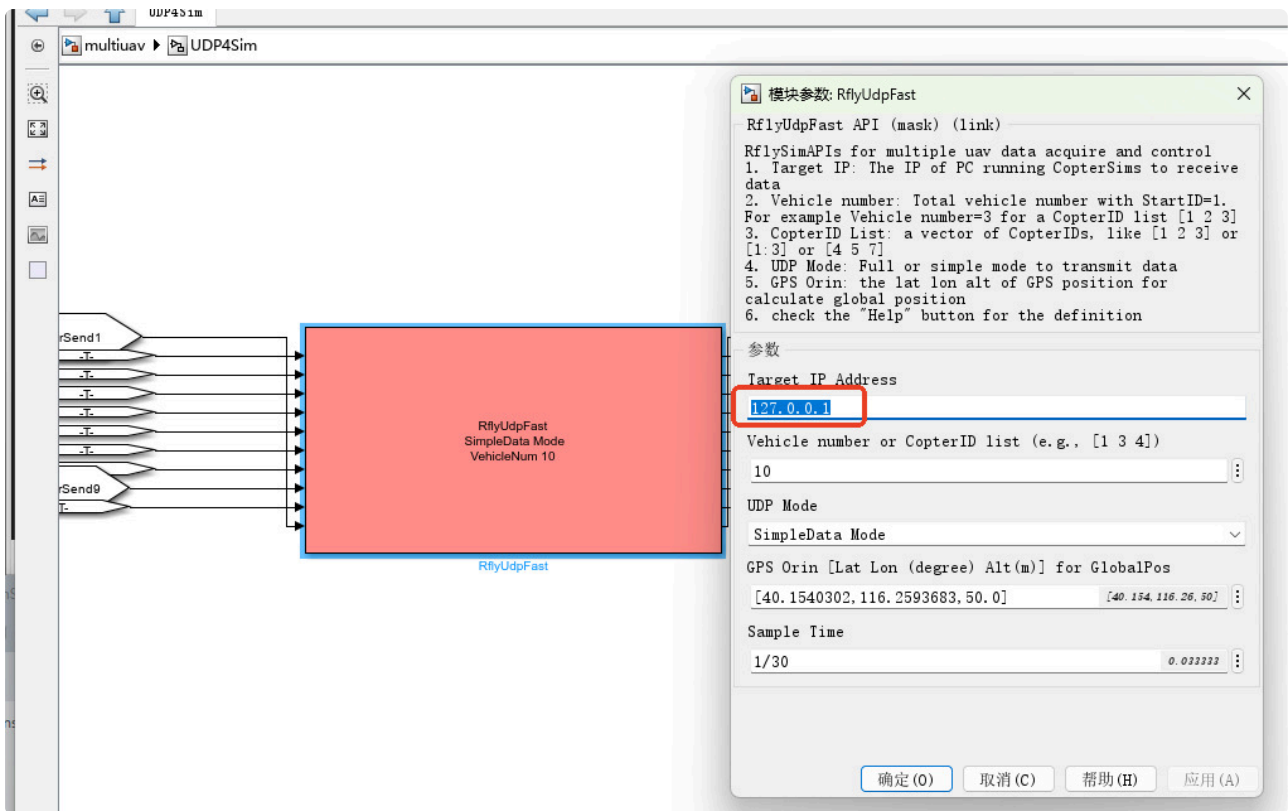 UDP4Sim
multiuav ▶ UDP4Sim
模块参数: RflyUdpFast
RflyUdpFast API (mask) (link)
RflySimAPIs for multiple uav data acquire and control
1. Target IP: The IP of PC running CopterSims to receive
data
2. Vehicle number: Total vehicle number with StartID=1.
For example Vehicle number=3 for a CopterID list [1 2 3]
3. CopterID List: a vector of CopterIDs, like [1 2 3] or
[1:3] or [4 5 7]
4. UDP Mode: Full or simple mode to transmit data
5. GPS Orin: the lat lon alt of GPS position for
calculate global position
6. check the "Help" button for the definition
参数
Target IP Address
127.0.0.1
Vehicle number or CopterID list (e.g., [1 3 4])
10
UDP Mode
SimpleData Mode
GPS Orin [Lat Lon (degree) Alt(m)] for GlobalPos
[40.1540302,116.2593683,50.0] [40.154,116.26,50]
Sample Time
1/30 0.033333
确定(O) 取消(C) 帮助(H) 应用(A)
rSend1
-T-
-T-
-T-
-T-
-T-
-T-
rSend9
T-
RflyUdpFast
SimpleData Mode
VehicleNum 10
RflyUdpFast